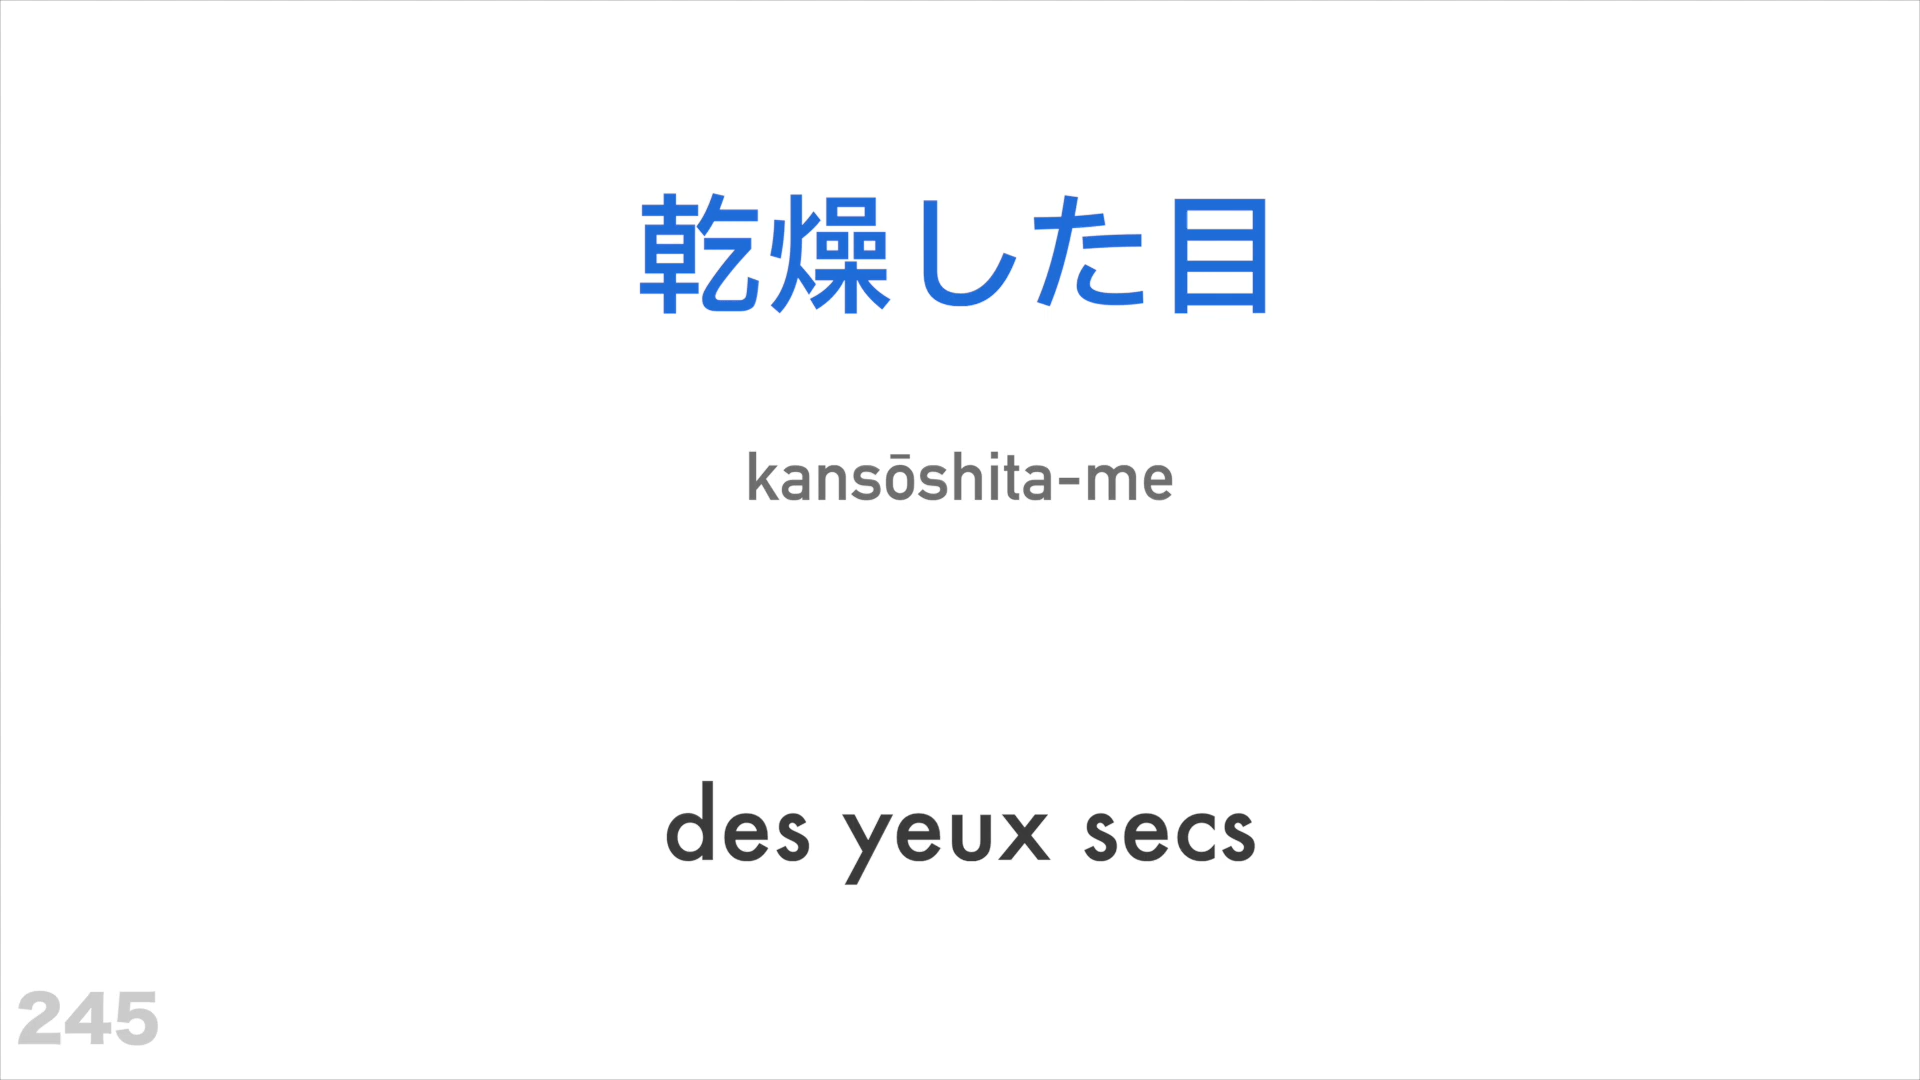 乾燥した目
kansōshita-me
des yeux secs
245